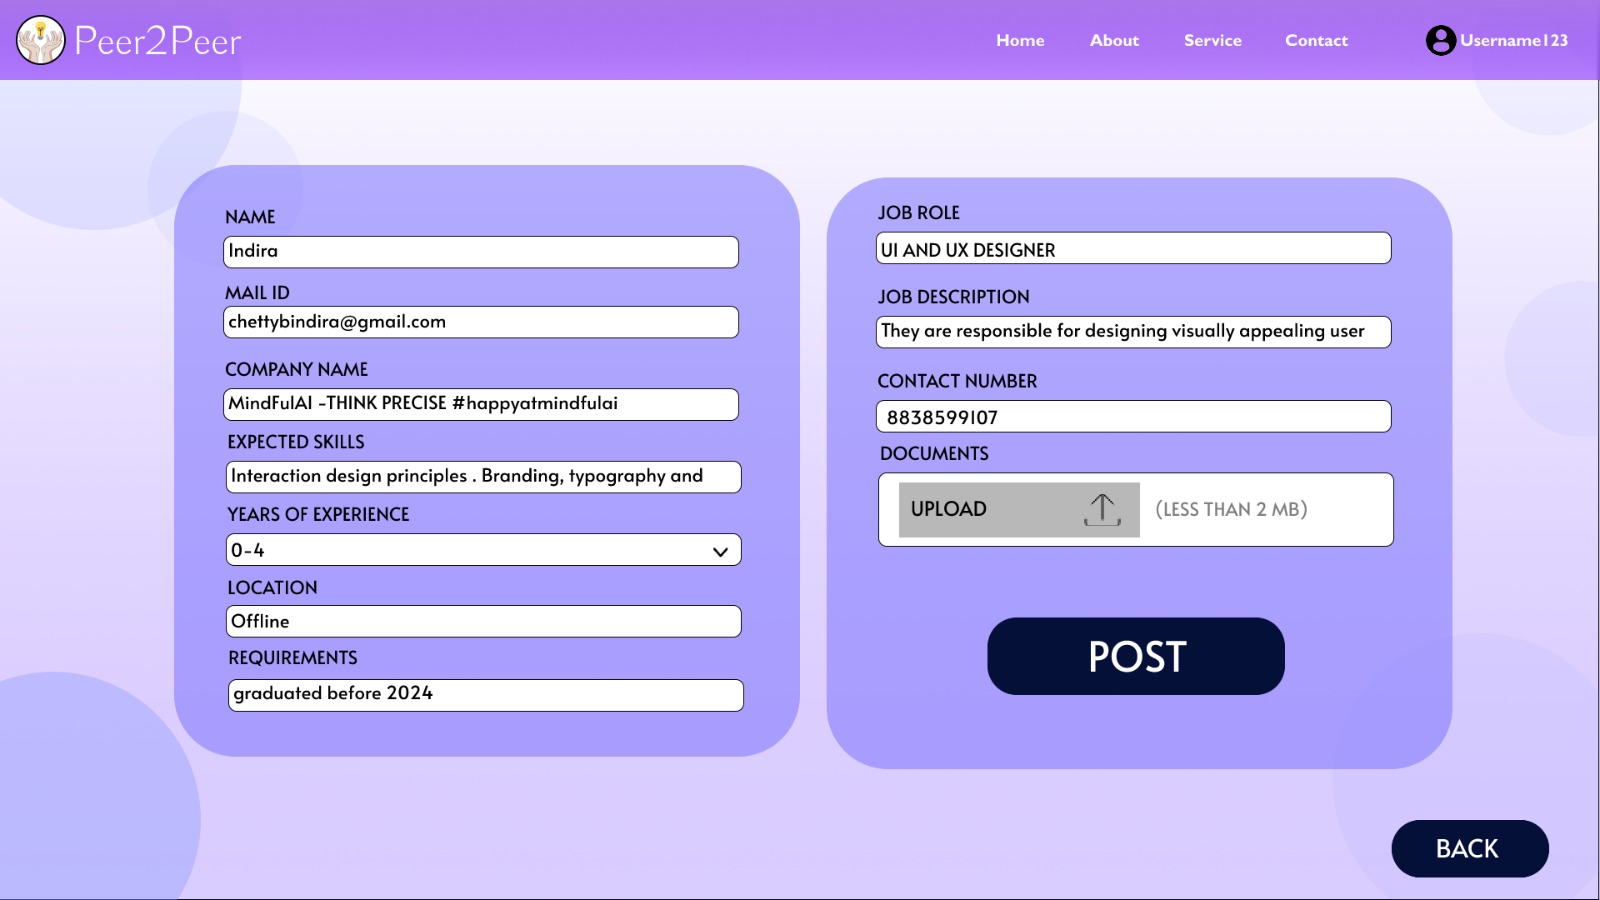 Peer2Peer
Home About Service Contact Username123
NAME
Indira
MAIL ID
chettybindira@gmail.com
COMPANY NAME
MindFulAI -THINK PRECISE #happyatmindfulai
EXPECTED SKILLS
Interaction design principles . Branding, typography and
YEARS OF EXPERIENCE
0-4
LOCATION
Offline
REQUIREMENTS
graduated before 2024
JOB ROLE
UI AND UX DESIGNER
JOB DESCRIPTION
They are responsible for designing visually appealing user
CONTACT NUMBER
8838599107
DOCUMENTS
UPLOAD (LESS THAN 2 MB)
POST
BACK